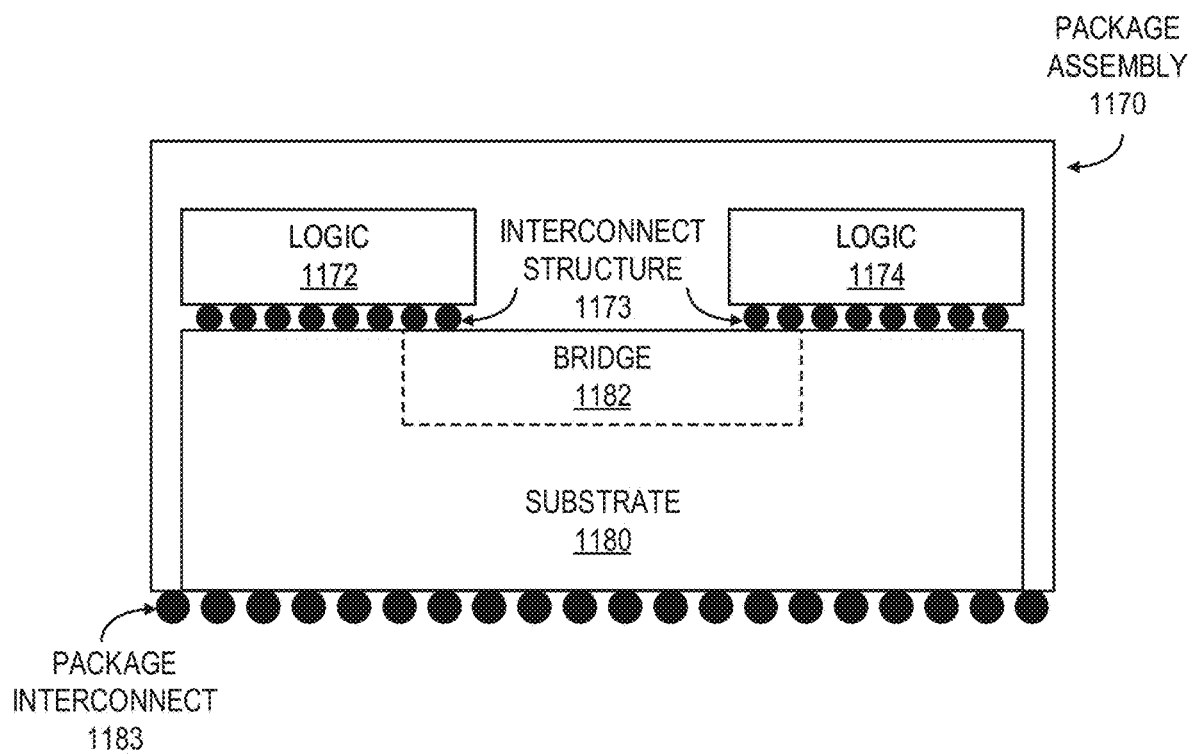 PACKAGE
ASSEMBLY
1170
LOGIC
1172
INTERCONNECT
STRUCTURE
1173
LOGIC
1174
BRIDGE
1182
SUBSTRATE
1180
PACKAGE
INTERCONNECT
1183